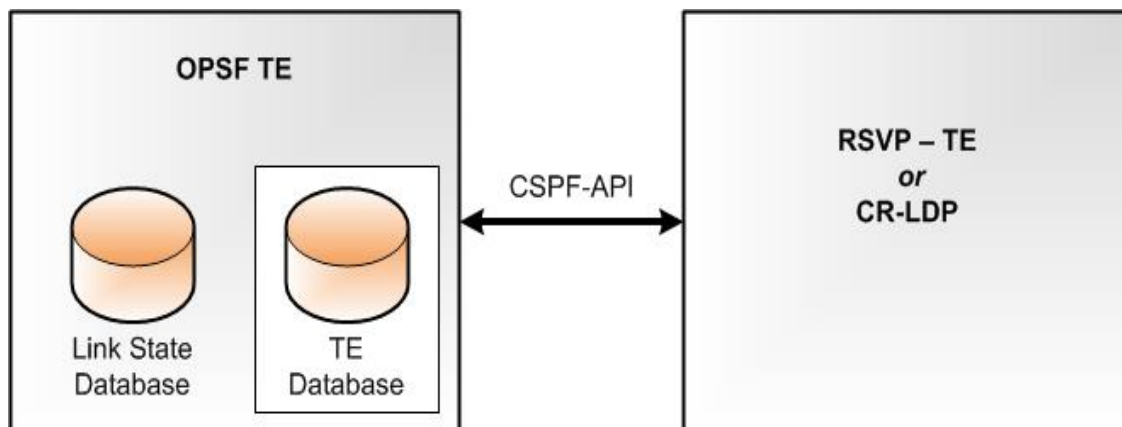 OPSF TE
Link State
Database
TE
Database
CSPF-API
RSVP – TE
or
CR-LDP